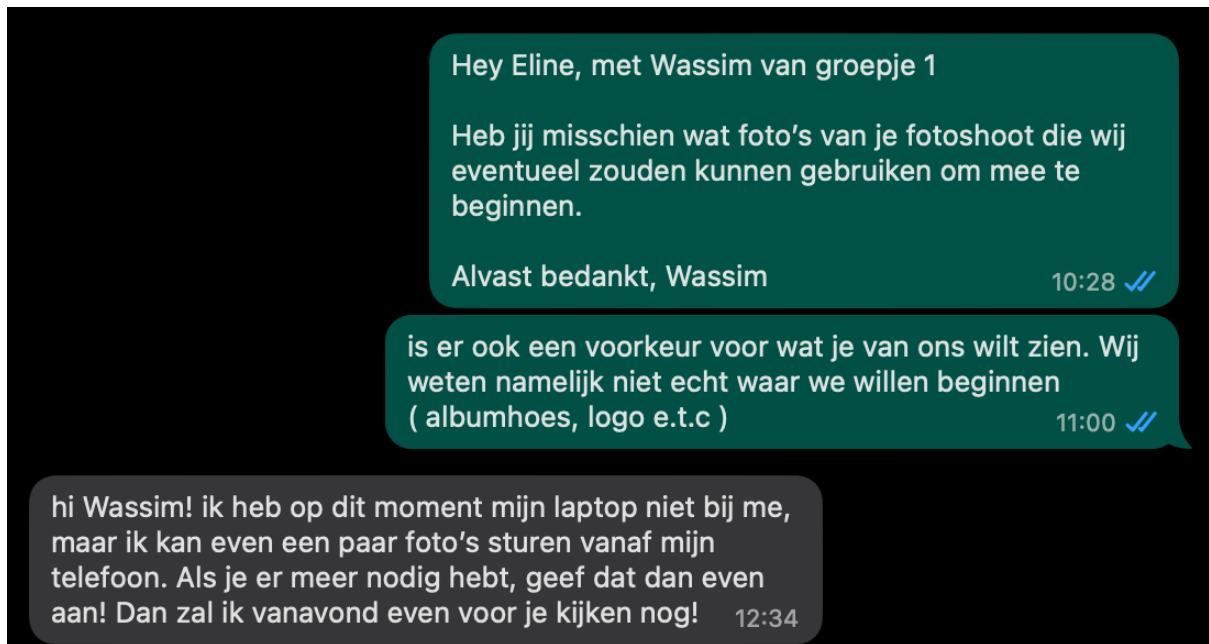 Hey Eline, met Wassim van groepje 1
Heb jij misschien wat foto’s van je fotoshoot die wij
eventueel zouden kunnen gebruiken om mee te
beginnen.
Alvast bedankt, Wassim
10:28
is er ook een voorkeur voor wat je van ons wilt zien. Wij
weten namelijk niet echt waar we willen beginnen
( albumhoes, logo e.t.c )
11:00
hi Wassim! ik heb op dit moment mijn laptop niet bij me,
maar ik kan even een paar foto’s sturen vanaf mijn
telefoon. Als je er meer nodig hebt, geef dat dan even
aan! Dan zal ik vanavond even voor je kijken nog!
12:34